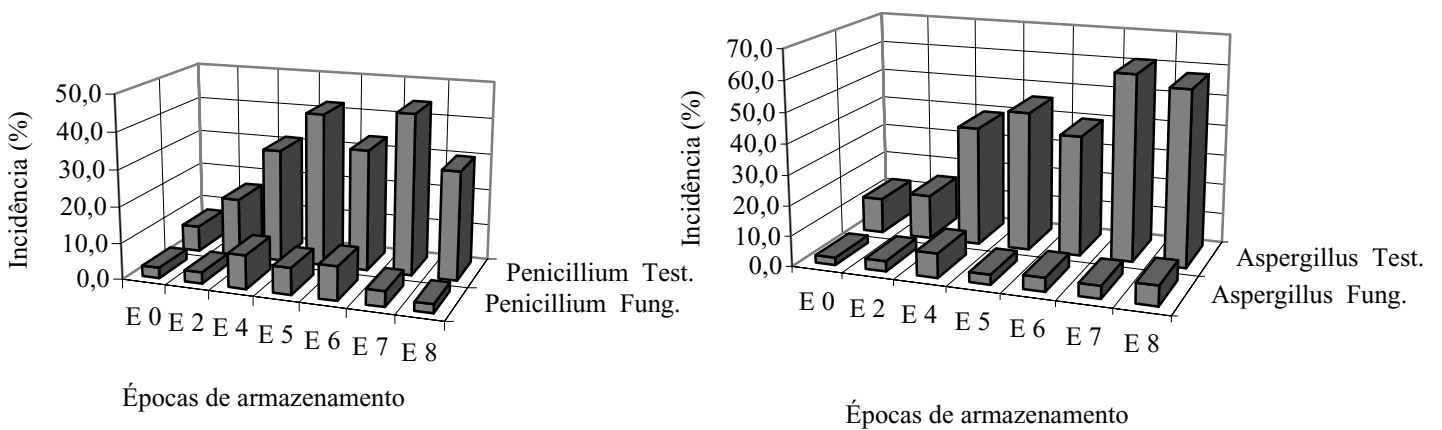 Incidência (%)
50,0
40,0
30,0
20,0
10,0
0,0
E 0
E 2
E 4
E 5
E 6
E 7
E 8
Penicillium Test.
Penicillium Fung.
Épocas de armazenamento
Incidência (%)
70,0
60,0
50,0
40,0
30,0
20,0
10,0
0,0
E 0
E 2
E 4
E 5
E 6
E 7
E 8
Aspergillus Test.
Aspergillus Fung.
Épocas de armazenamento